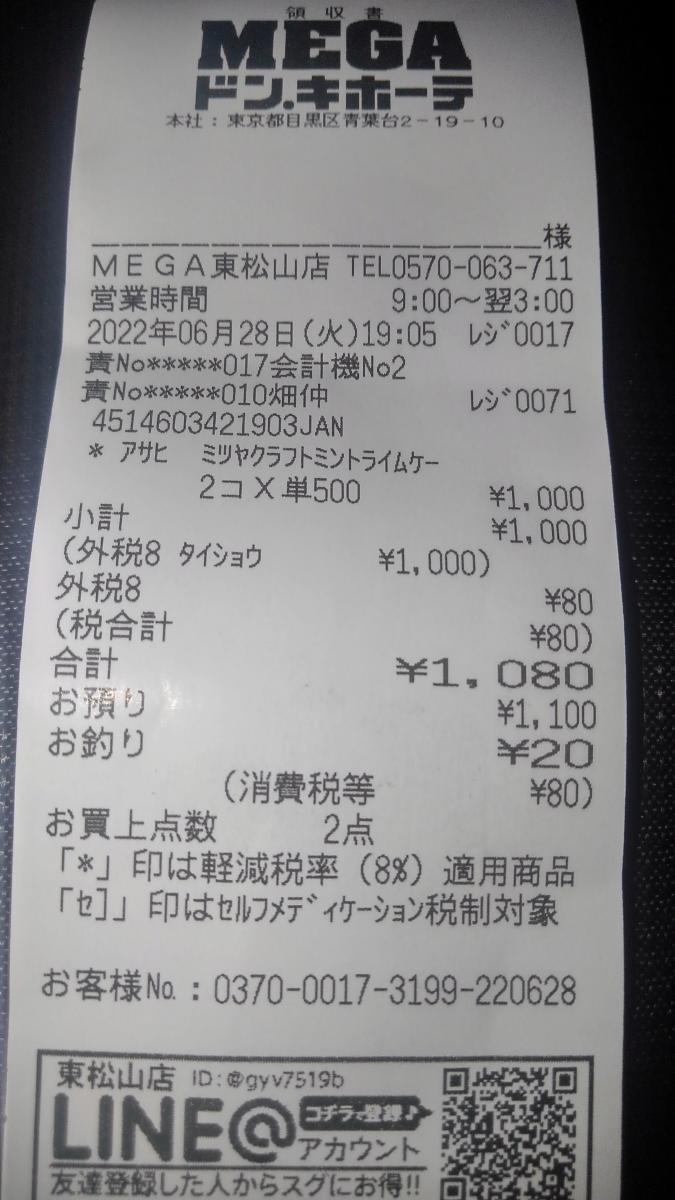 領収書
MEGA
ドン.キホーテ
本社：東京都目黒区青葉台2-19-10
様
MEGA東松山店 TEL0570-063-711
営業時間 9:00～翌3:00
2022年06月28日(火)19:05 ﾚｼﾞ0017
責No*****017会計機No2
責No*****010畑仲 ﾚｼﾞ0071
4514603421903JAN
* ｱｻﾋ ﾐﾂﾔｸﾗﾌﾄﾐﾝﾄﾗｲﾑｹｰ
2コX単500 ¥1,000
小計 ¥1,000
(外税8 ﾀｲｼｮｳ ¥1,000)
外税8 ¥80
(税合計 ¥80)
合計 ¥1,080
お預り ¥1,100
お釣り ¥20
(消費税等 ¥80)
お買上点数 2点
「*」印は軽減税率(8%)適用商品
「ｾ]」印はｾﾙﾌﾒﾃﾞｨｹｰｼｮﾝ税制対象
お客様No.：0370-0017-3199-220628
東松山店 ID:@gyv7519b
LINE@ コチラで登録♪
アカウント
友達登録した人からスグにお得!!